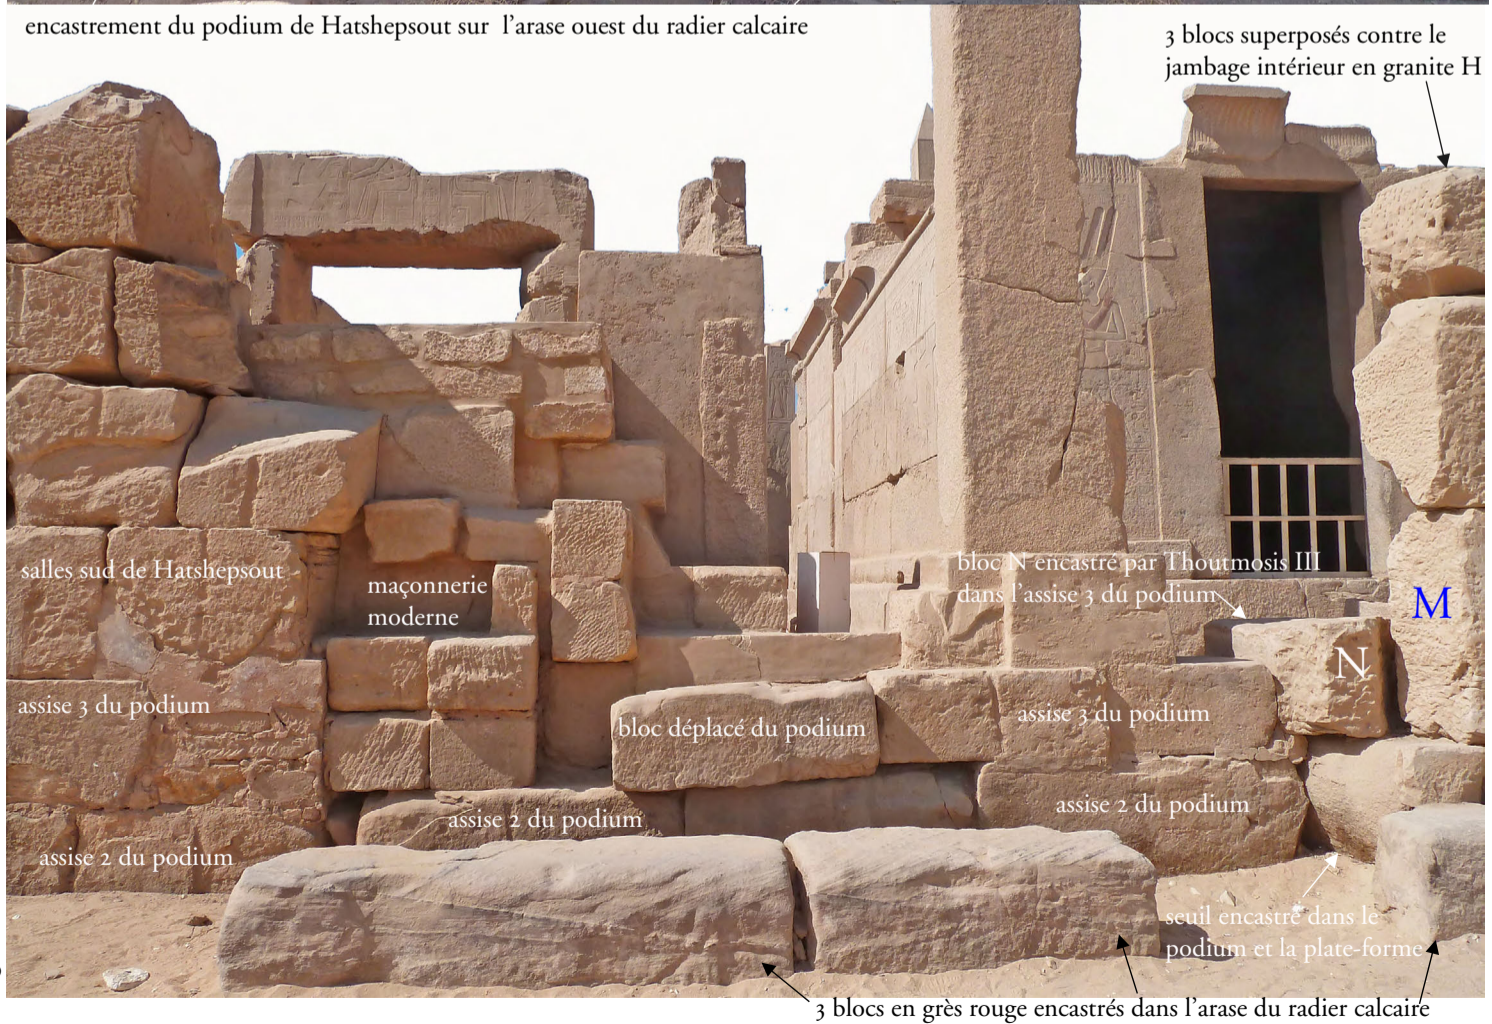 encastrement du podium de Hatshepsout sur l'arase ouest du radier calcaire
3 blocs superposés contre le
jambage intérieur en granite H
salles sud de Hatshepsout
maçonnerie
moderne
bloc N encastré par Thoutmosis III
dans l'assise 3 du podium
M
N
assise 3 du podium
bloc déplacé du podium
assise 3 du podium
assise 2 du podium
assise 2 du podium
assise 2 du podium
seuil encastré dans le
podium et la plate-forme
3 blocs en grès rouge encastrés dans l'arase du radier calcaire